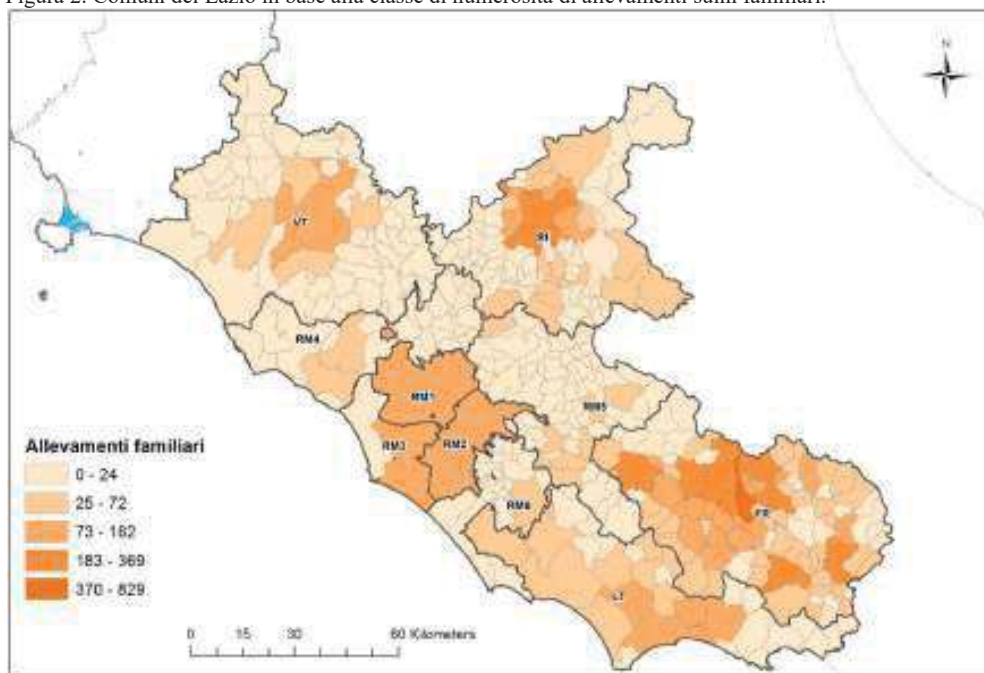 Figura 2. Comuni del Lazio in base alla classe di numerosità di allevamenti suini familiari.
N
VT
RI
RM4
RM1
RM5
RM3
RM2
RM6
FR
LT
Allevamenti familiari
0 - 24
25 - 72
73 - 182
183 - 369
370 - 829
0 15 30 60 Kilometers